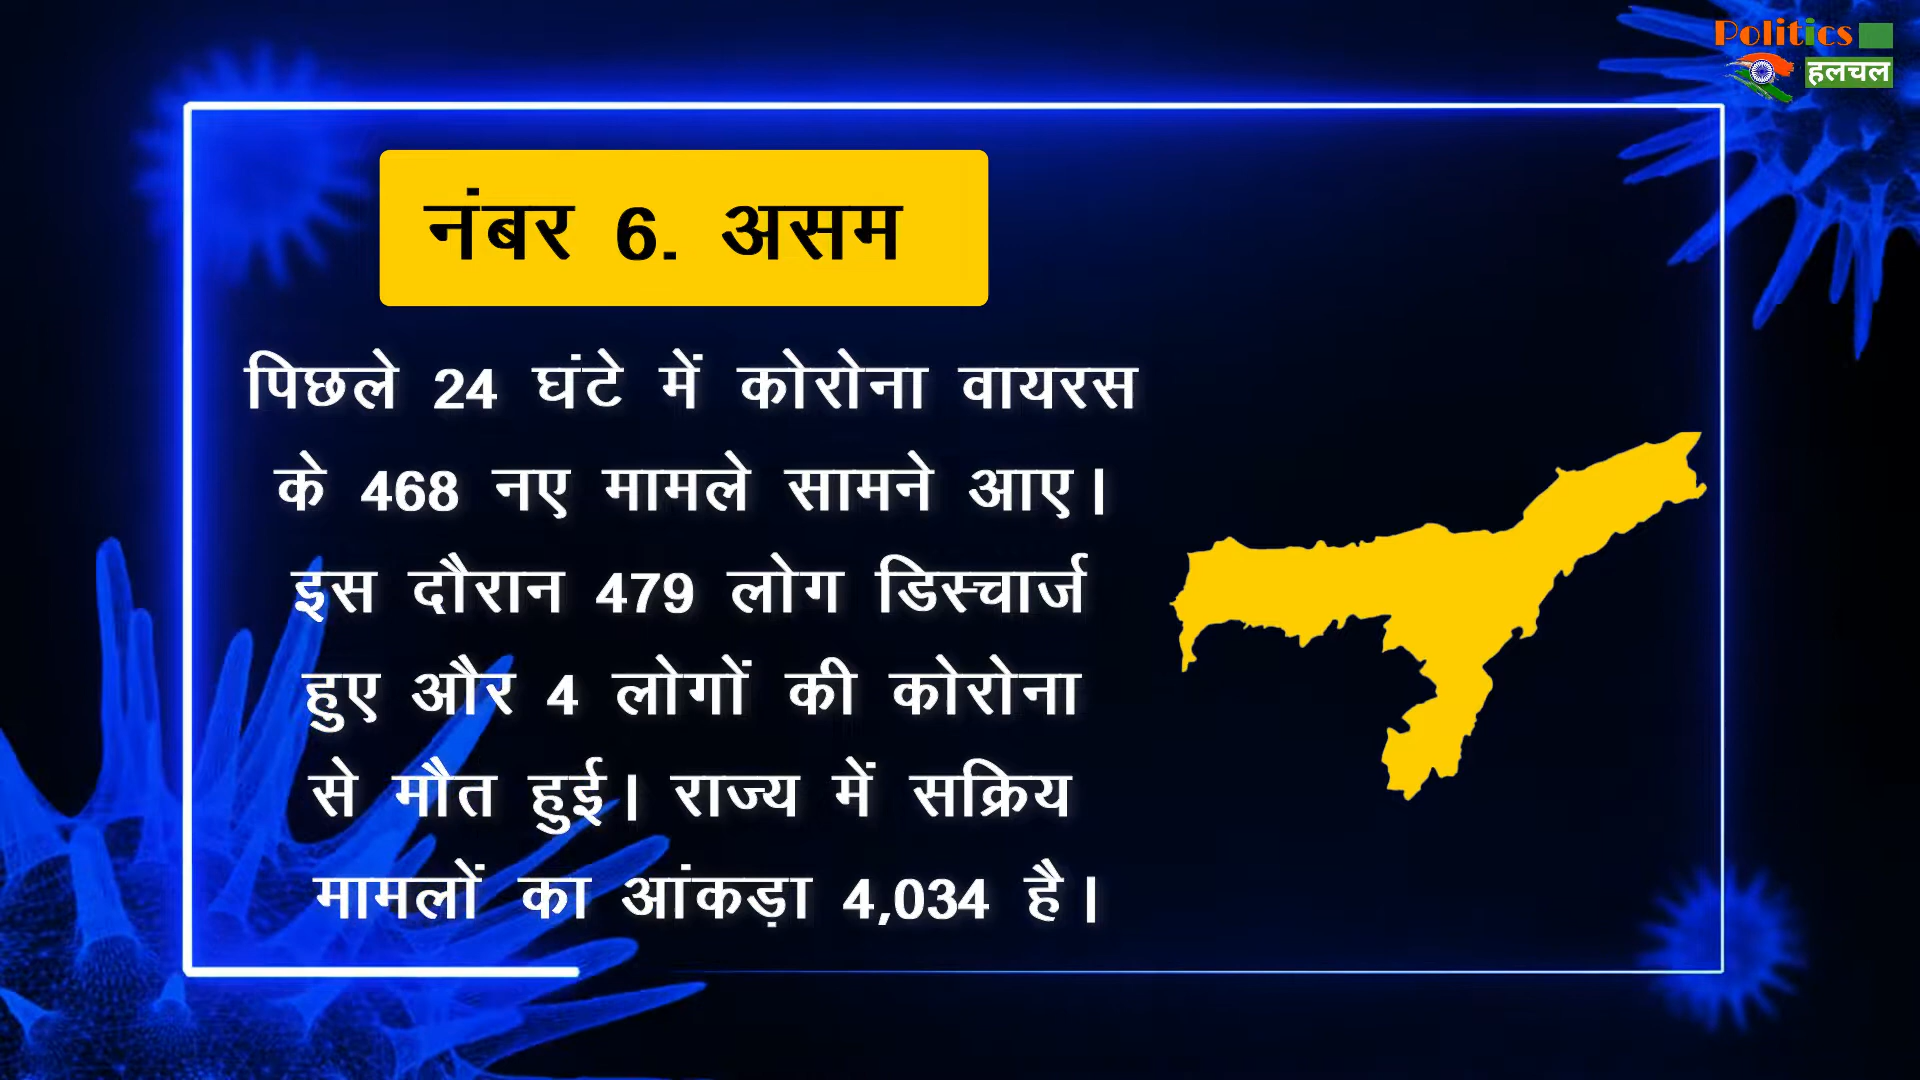 Politics
हलचल
नंबर 6. असम
पिछले 24 घंटे में कोरोना वायरस
के 468 नए मामले सामने आए।
इस दौरान 479 लोग डिस्चार्ज
हुए और 4 लोगों की कोरोना
से मौत हुई। राज्य में सक्रिय
मामलों का आंकड़ा 4,034 है।